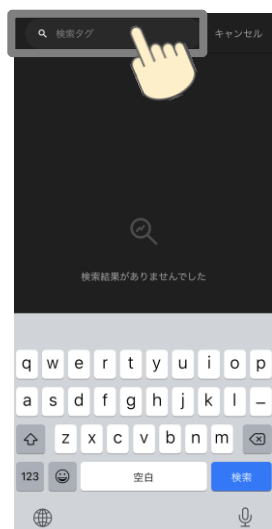 検索タグ キャンセル
検索結果がありませんでした
q w e r t y u i o p
a s d f g h j k l _
z x c v b n m
123 空白 検索